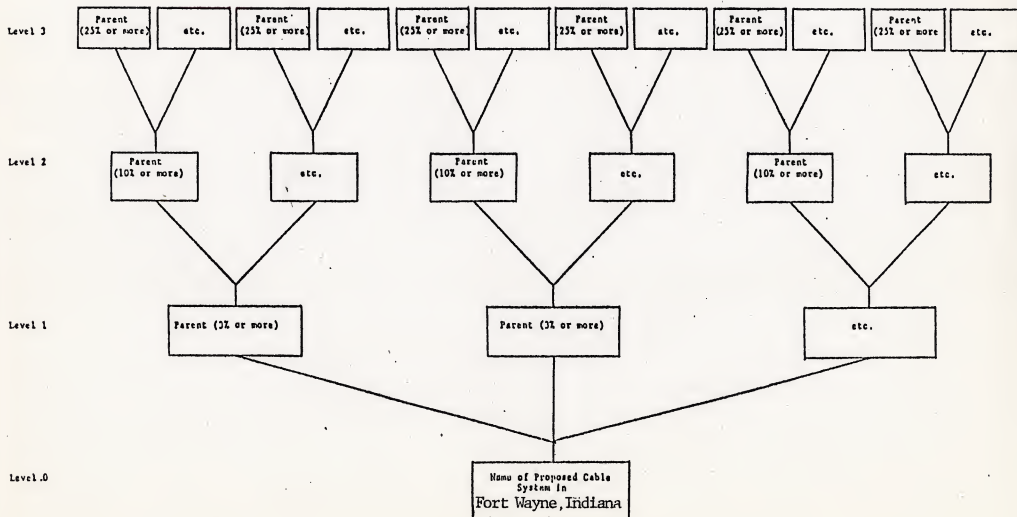 Level 3
Parent
(25% or more)
etc.
Parent
(25% or more)
etc.
Parent
(25% or more)
etc.
Parent
(25% or more)
etc.
Parent
(25% or more)
etc.
Parent
(25% or more
etc.
Level 2
Parent
(10% or more)
etc.
Parent
(10% or more)
etc.
Parent
(10% or more)
etc.
Level 1
Parent (3% or more)
Parent (3% or more)
etc.
Level .0
Name of Proposed Cable
System in
Fort Wayne, Indiana